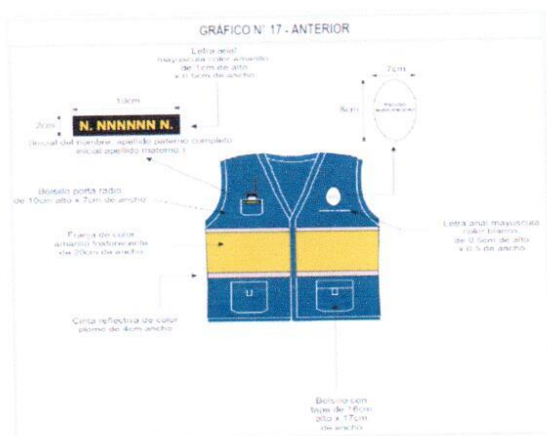 GRÁFICO N° 17 - ANTERIOR
Letra arial
mayuscula color amarillo
de 1cm de alto
x 0.5cm de ancho
7cm
10cm
8cm
2cm
N. NNNNNN N.
(Inicial del nombre, apellido paterno completo
inicial apellido materno.)
Bolsillo porta radio
de 10cm alto x 7cm de ancho
Letra arial mayuscula
color blanco
de 0.5cm de alto
x 0.5 de ancho
Franja de color
amarillo
de 20cm de ancho
Cinta reflectiva de color
plomo de 4cm ancho
Bolsillo con
tapa de 16cm
alto x 17cm
de ancho